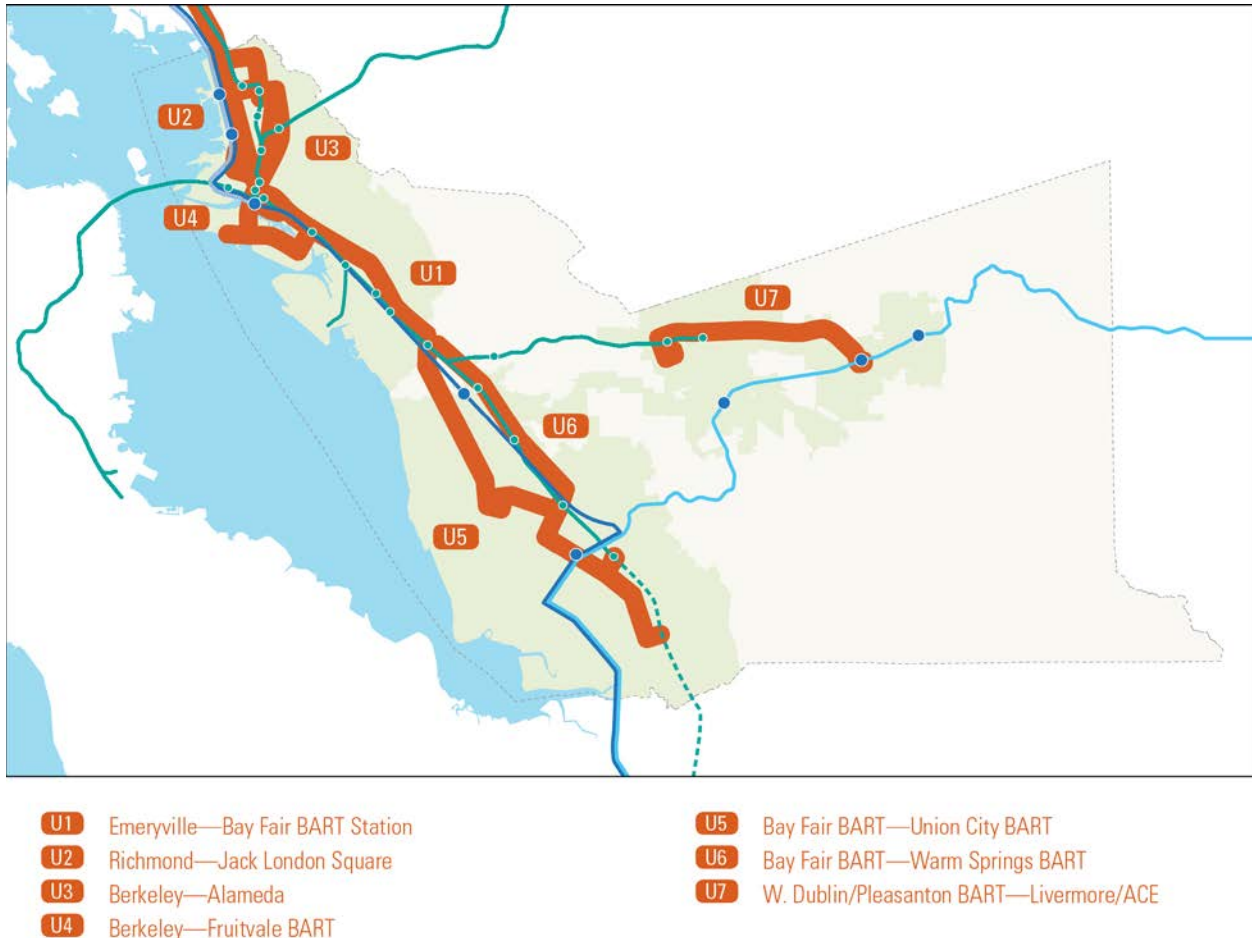 U2
U3
U4
U1
U7
U6
U5
U1 Emeryville—Bay Fair BART Station
U2 Richmond—Jack London Square
U3 Berkeley—Alameda
U4 Berkeley—Fruitvale BART
U5 Bay Fair BART—Union City BART
U6 Bay Fair BART—Warm Springs BART
U7 W. Dublin/Pleasanton BART—Livermore/ACE